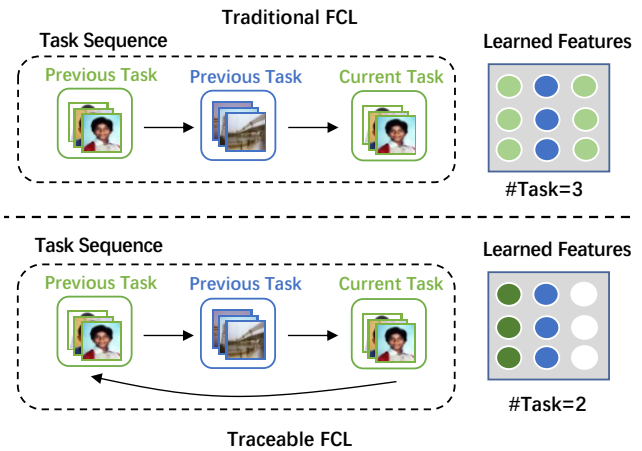 Traditional FCL
Task Sequence
Learned Features
Previous Task
Previous Task
Current Task
#Task=3
Task Sequence
Learned Features
Previous Task
Previous Task
Current Task
#Task=2
Traceable FCL